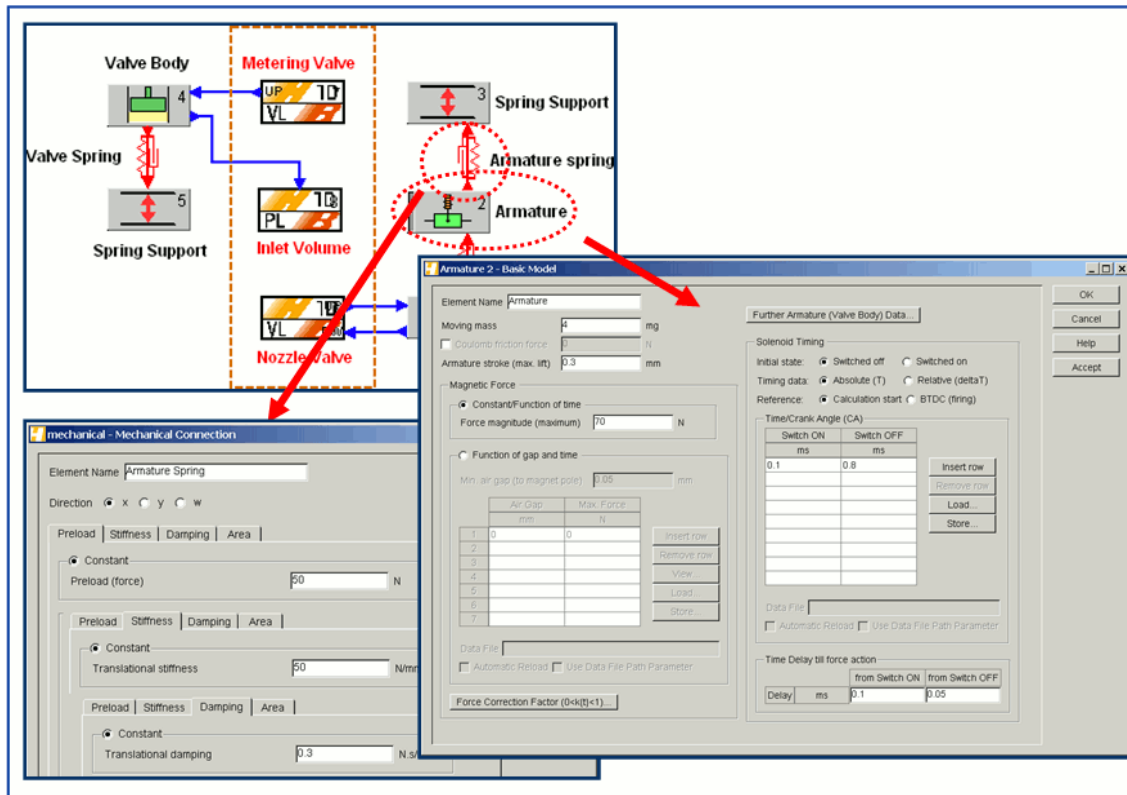 Valve Body
Metering Valve
4
UP 1D
VL
3
Spring Support
Valve Spring
Armature spring
5
1D
PL
2
Armature
Spring Support
Inlet Volume
1D
VL
Nozzle Valve
Armature 2 - Basic Model
Element Name Armature
Moving mass 4 mg
Coulomb friction force 0 N
Armature stroke (max. lift) 0.3 mm
Magnetic Force
Constant/Function of time
Force magnitude (maximum) 70 N
Function of gap and time
Min. air gap (to magnet pole) 0.05 mm
Air Gap Max. Force
mm N
1 0 0
2
3
4
5
6
7
Insert row
Remove row
View...
Load...
Store...
Data File
Automatic Reload Use Data File Path Parameter
Force Correction Factor (0<k(t)<1)...
Further Armature (Valve Body) Data...
Solenoid Timing
Initial state: Switched off Switched on
Timing data: Absolute (T) Relative (deltaT)
Reference: Calculation start BTDC (firing)
Time/Crank Angle (CA)
Switch ON Switch OFF
ms ms
0.1 0.8
Insert row
Remove row
Load...
Store...
Data File
Automatic Reload Use Data File Path Parameter
Time Delay till force action
from Switch ON from Switch OFF
Delay ms 0.1 0.05
OK
Cancel
Help
Accept
mechanical - Mechanical Connection
Element Name Armature Spring
Direction x y w
Preload Stiffness Damping Area
Constant
Preload (force) 50 N
Preload Stiffness Damping Area
Constant
Translational stiffness 50 N/mm
Preload Stiffness Damping Area
Constant
Translational damping 0.3 N.s/